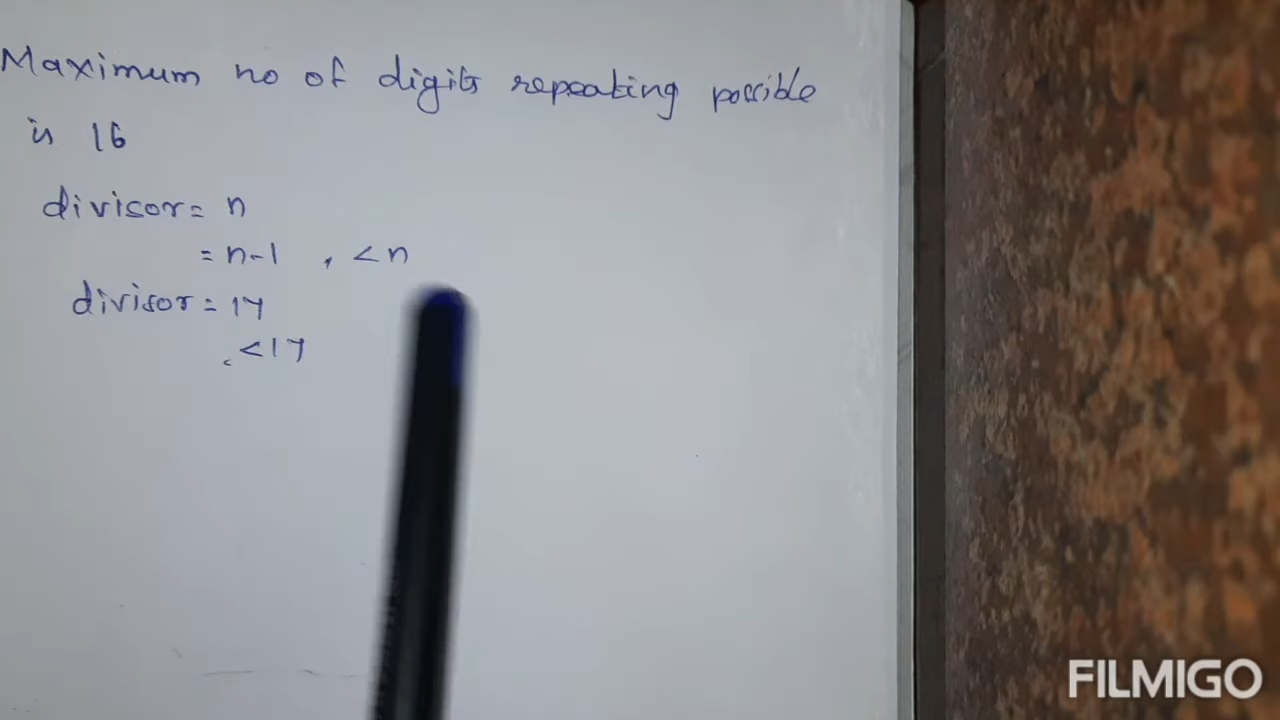 Maximum no of digits repeating possible
is 16
divisor = n
= n-1 , < n
divisor = 17
< 17
FILMIGO